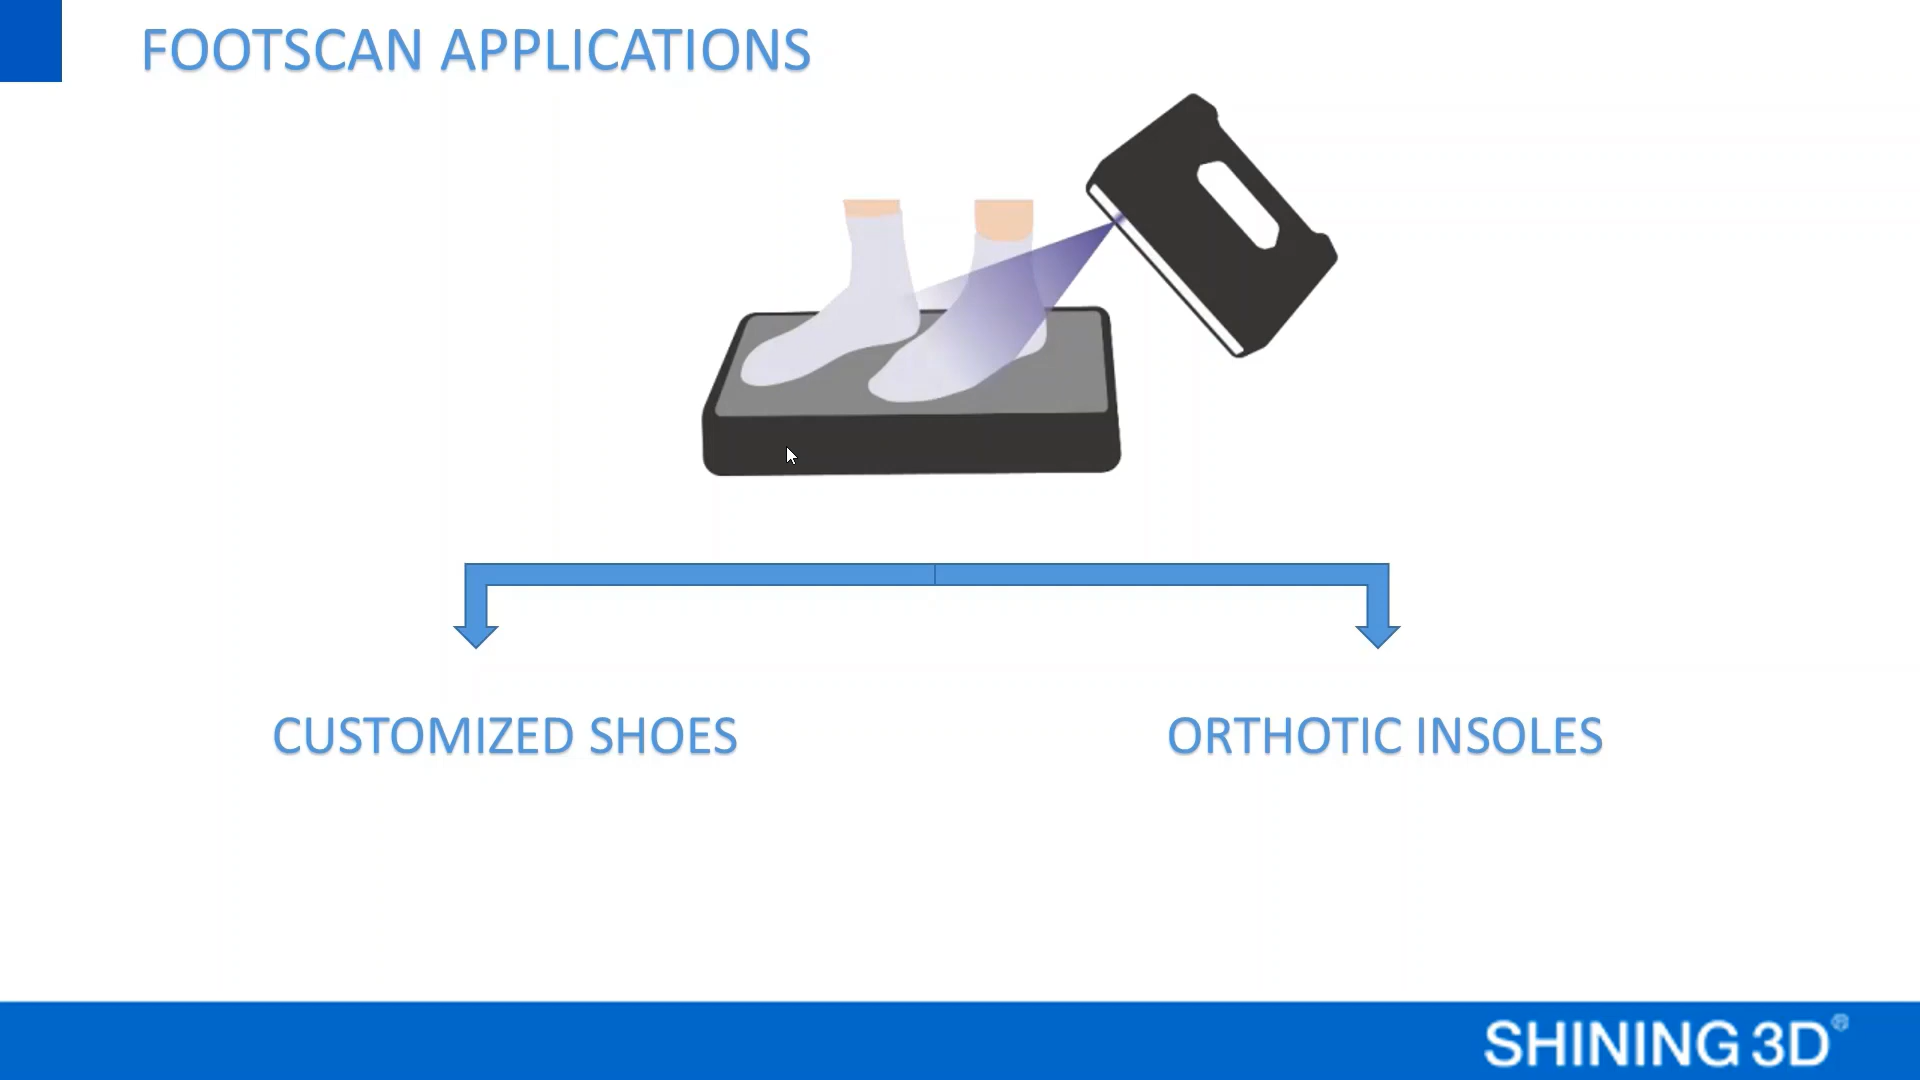 FOOTSCAN APPLICATIONS
CUSTOMIZED SHOES
ORTHOTIC INSOLES
SHINING 3D®